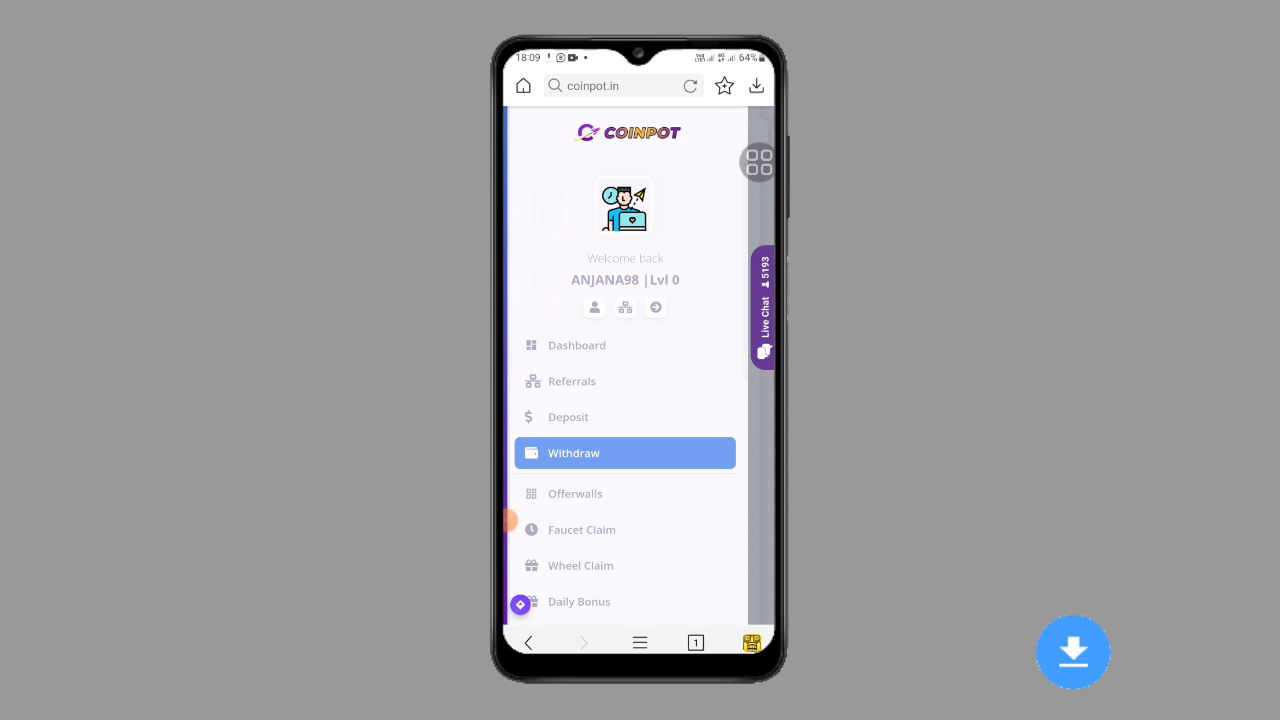 18:09
64%
coinpot.in
COINPOT
Welcome back
ANJANA98 |Lvl 0
Live Chat 5193
Dashboard
Referrals
Deposit
Withdraw
Offerwalls
Faucet Claim
Wheel Claim
Daily Bonus
1